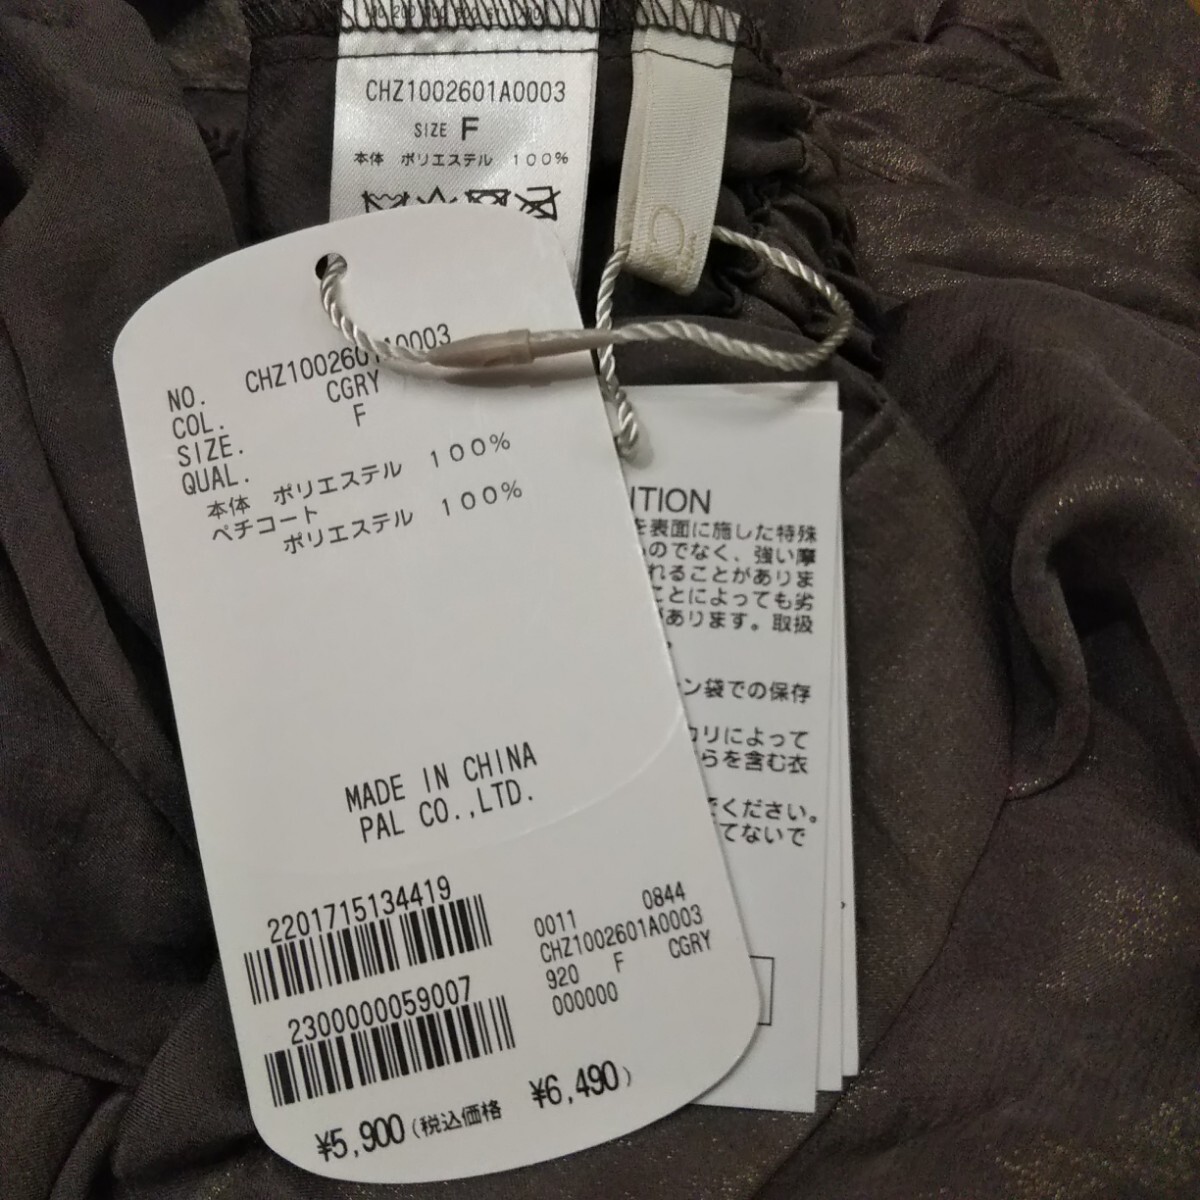 CHZ1002601A0003
SIZE F
本体 ポリエステル 100%
NO. CHZ1002601A0003
COL. CGRY
SIZE. F
QUAL.
本体 ポリエステル 100%
ペチコート
ポリエステル 100%
MADE IN CHINA
PAL CO.,LTD.
2201715134419
2300000059007
0011 0844
CHZ1002601A0003
920 F CGRY
000000
¥5,900(税込価格 ¥6,490)
ITION
を表面に施した特殊
のでなく、強い摩
れることがありま
ことによっても劣
があります。取扱
ン袋での保存
カリによって
らを含む衣
でください。
てないで